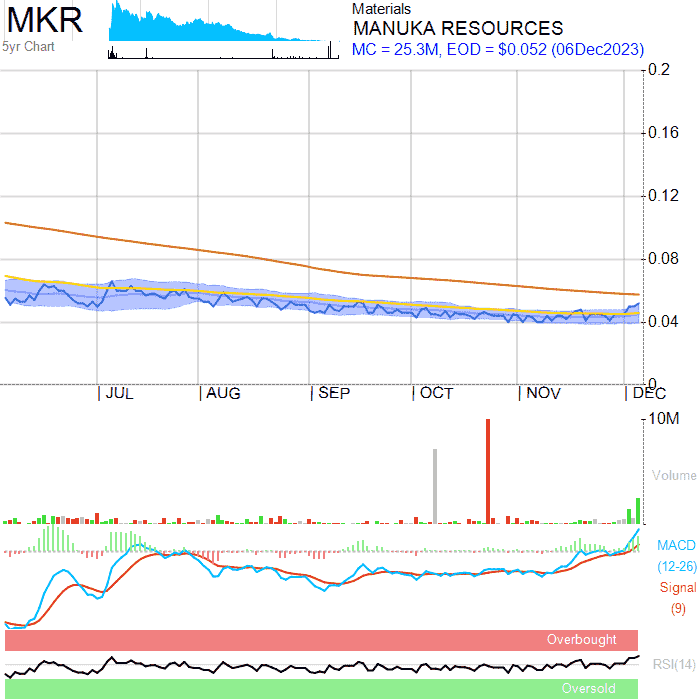 MKR
5yr Chart
Materials
MANUKA RESOURCES
MC = 25.3M, EOD = $0.052 (06Dec2023)
0.2
0.16
0.12
0.08
0.04
0
JUL
AUG
SEP
OCT
NOV
DEC
10M
Volume
MACD
(12-26)
Signal
(9)
Overbought
RSI(14)
Oversold